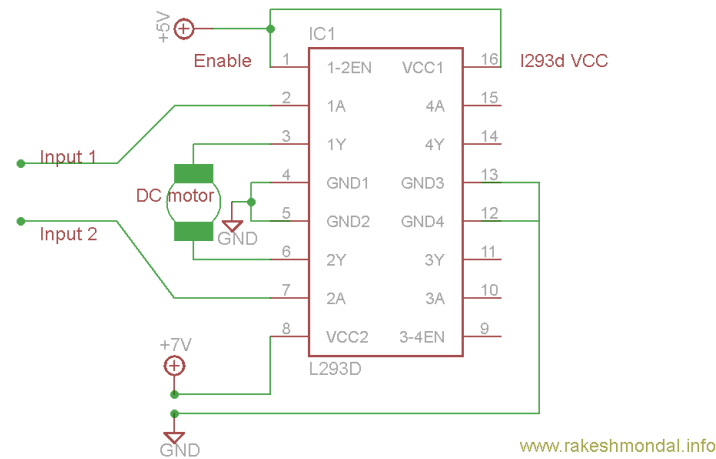 +5V
IC1
Enable
1
1-2EN
VCC1
16
l293d VCC
2
1A
4A
15
Input 1
3
1Y
4Y
14
4
GND1
GND3
13
DC motor
5
GND2
GND4
12
Input 2
GND
6
2Y
3Y
11
7
2A
3A
10
8
VCC2
3-4EN
9
+7V
L293D
GND
www.rakeshmondal.info